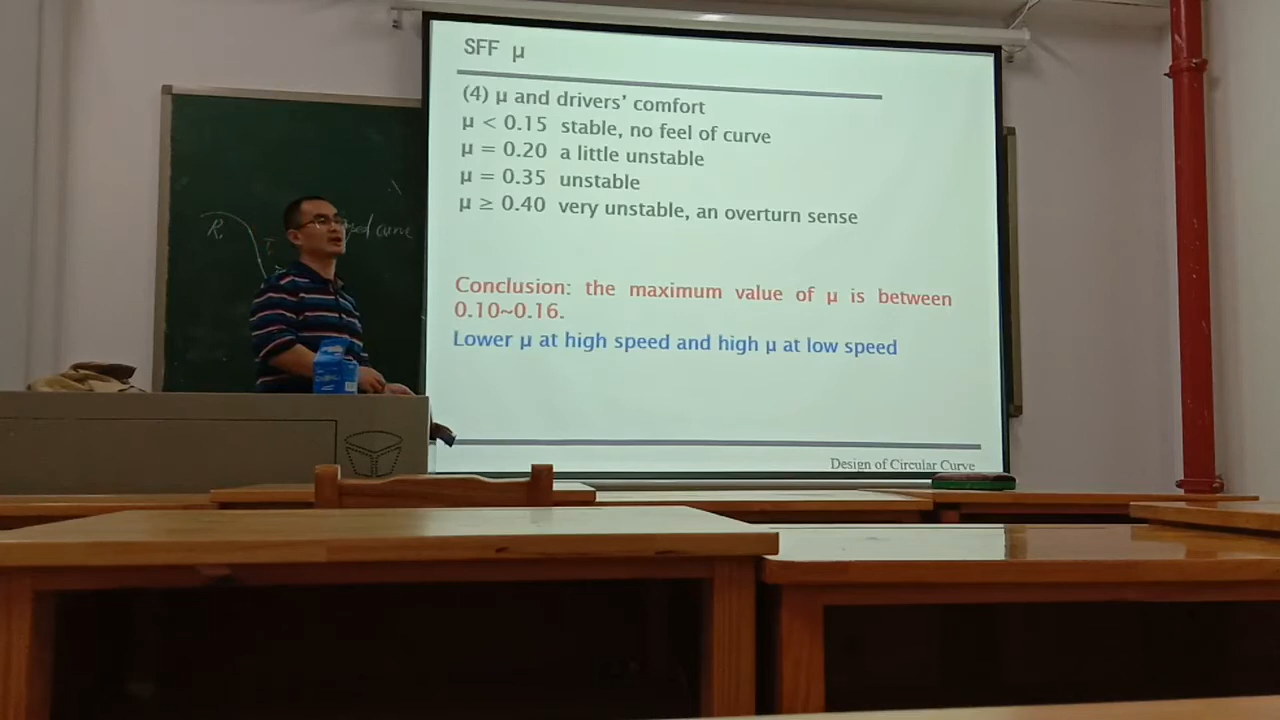 SFF μ
(4) μ and drivers' comfort
μ < 0.15 stable, no feel of curve
μ = 0.20 a little unstable
μ = 0.35 unstable
μ ≥ 0.40 very unstable, an overturn sense
Conclusion: the maximum value of μ is between
0.10~0.16.
Lower μ at high speed and high μ at low speed
Design of Circular Curve
R
curve